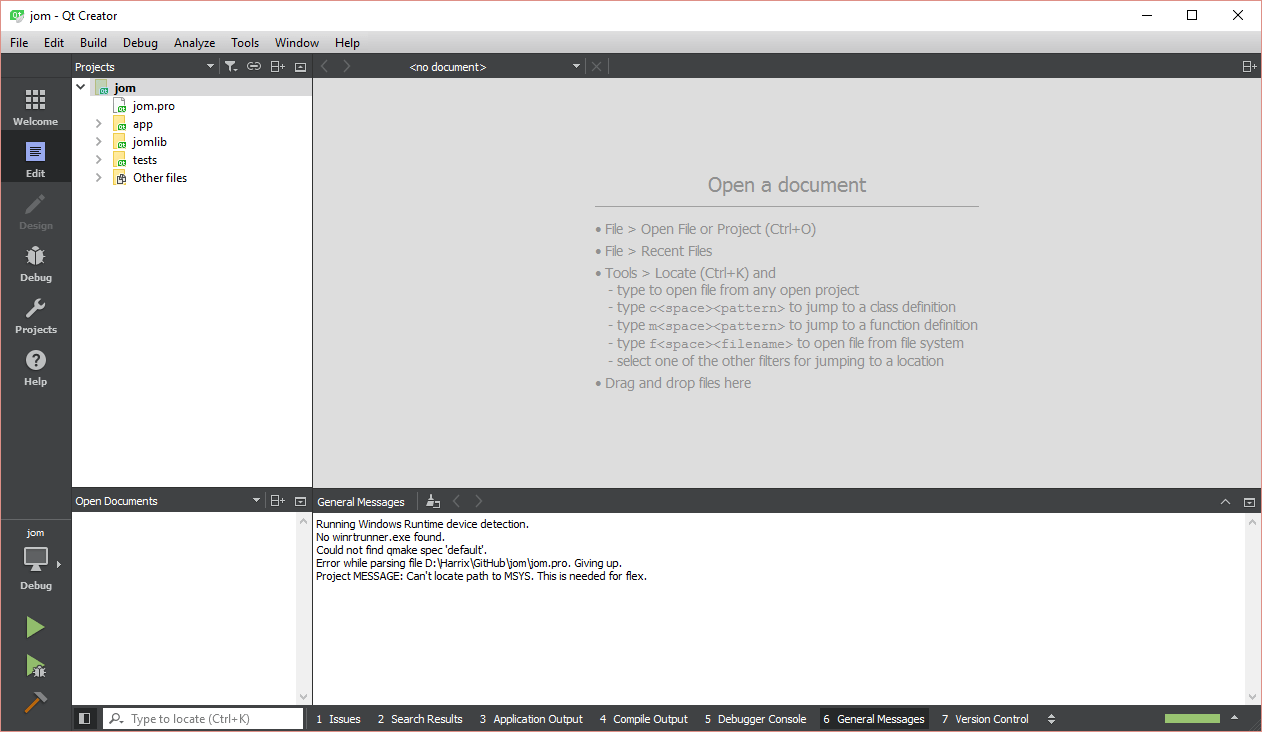 jom - Qt Creator
File Edit Build Debug Analyze Tools Window Help
Projects
<no document>
Welcome
Edit
Design
Debug
Projects
Help
jom
jom.pro
app
jomlib
tests
Other files
Open a document
• File > Open File or Project (Ctrl+O)
• File > Recent Files
• Tools > Locate (Ctrl+K) and
- type to open file from any open project
- type c<space><pattern> to jump to a class definition
- type m<space><pattern> to jump to a function definition
- type f<space><filename> to open file from file system
- select one of the other filters for jumping to a location
• Drag and drop files here
Open Documents
General Messages
Running Windows Runtime device detection.
No winrtrunner.exe found.
Could not find qmake spec 'default'.
Error while parsing file D:\Harrix\GitHub\jom\jom.pro. Giving up.
Project MESSAGE: Can't locate path to MSYS. This is needed for flex.
jom
Debug
Type to locate (Ctrl+K)
1 Issues 2 Search Results 3 Application Output 4 Compile Output 5 Debugger Console 6 General Messages 7 Version Control